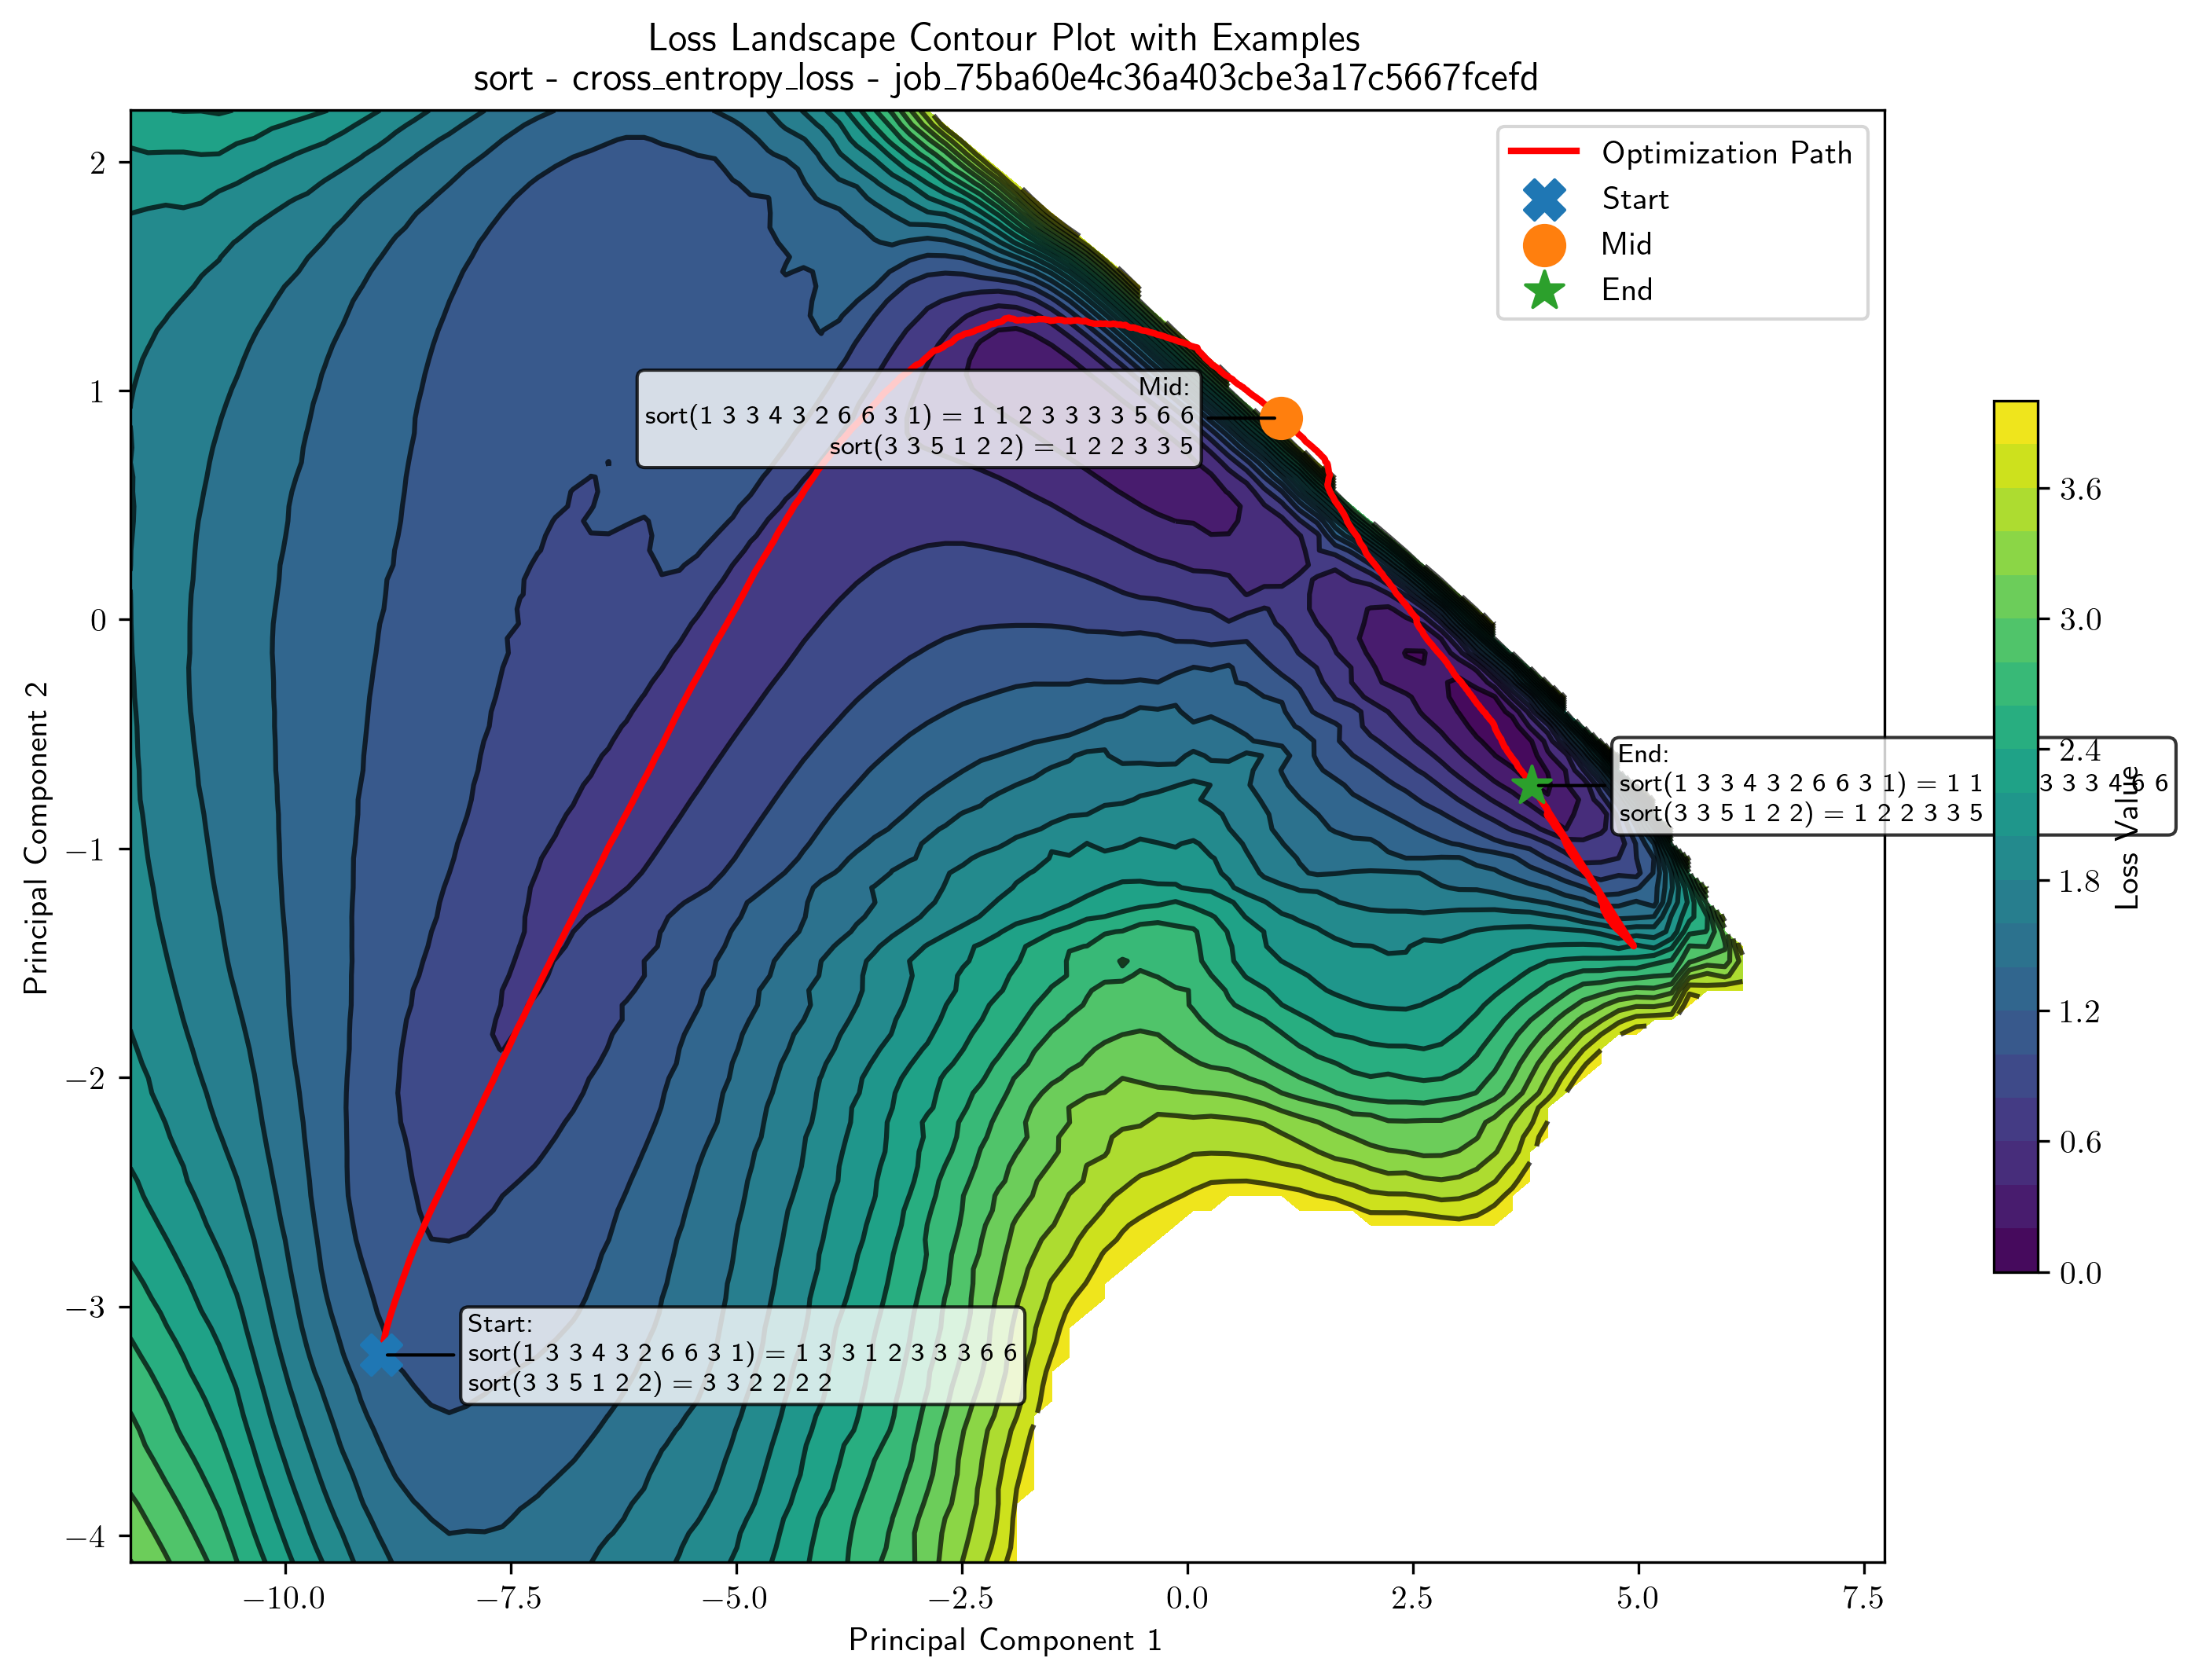 Loss Landscape Contour Plot with Examples
sort - cross_entropy_loss - job_75ba60e4c36a403cbe3a17c5667fcefd
Optimization Path
Start
Mid
End
Mid:
sort(1 3 3 4 3 2 6 6 3 1) = 1 1 2 3 3 3 3 5 6 6
sort(3 3 5 1 2 2) = 1 2 2 3 3 5
End:
sort(1 3 3 4 3 2 6 6 3 1) = 1 1 3 3 3 4 6 6
sort(3 3 5 1 2 2) = 1 2 2 3 3 5
Start:
sort(1 3 3 4 3 2 6 6 3 1) = 1 3 3 1 2 3 3 3 6 6
sort(3 3 5 1 2 2) = 3 3 2 2 2 2
2
1
0
−1
−2
−3
−4
Principal Component 2
−10.0 −7.5 −5.0 −2.5 0.0 2.5 5.0 7.5
Principal Component 1
3.6
3.0
2.4
1.8
1.2
0.6
0.0
Loss Value